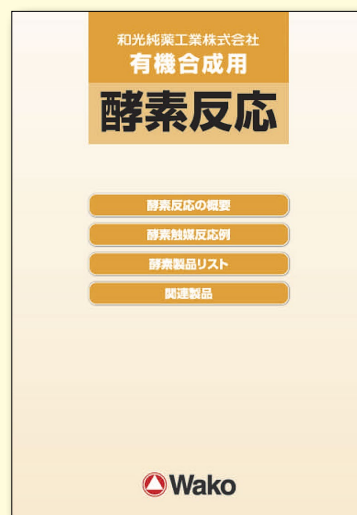 和光純薬工業株式会社
有機合成用
酵素反応
酵素反応の概要
酵素触媒反応例
酵素製品リスト
関連製品
Wako